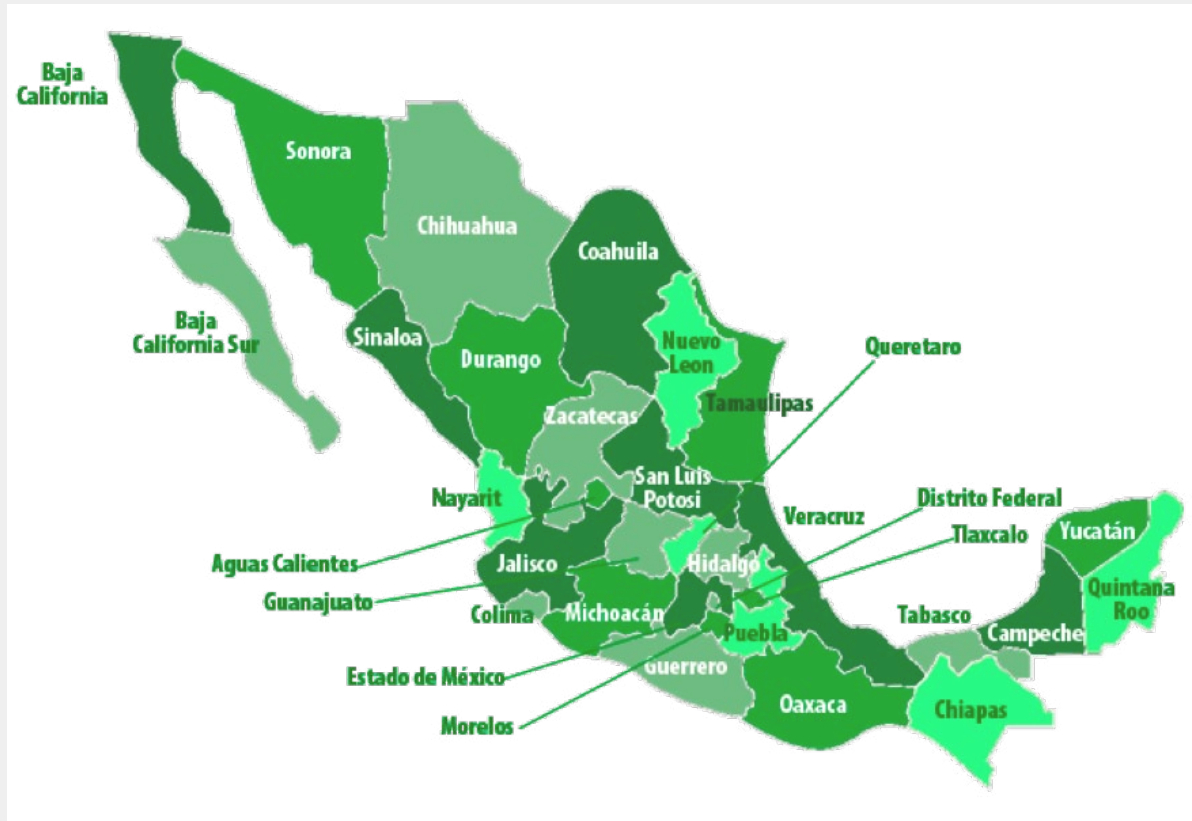 Baja
California
Sonora
Chihuahua
Coahuila
Baja
California Sur
Sinaloa
Durango
Nuevo
Leon
Queretaro
Tamaulipas
Zacatecas
San Luis
Potosi
Nayarit
Veracruz
Distrito Federal
Yucatán
Tlaxcalo
Aguas Calientes
Jalisco
Hidalgo
Quintana
Roo
Guanajuato
Colima
Michoacán
Tabasco
Campeche
Puebla
Guerrero
Estado de México
Oaxaca
Chiapas
Morelos